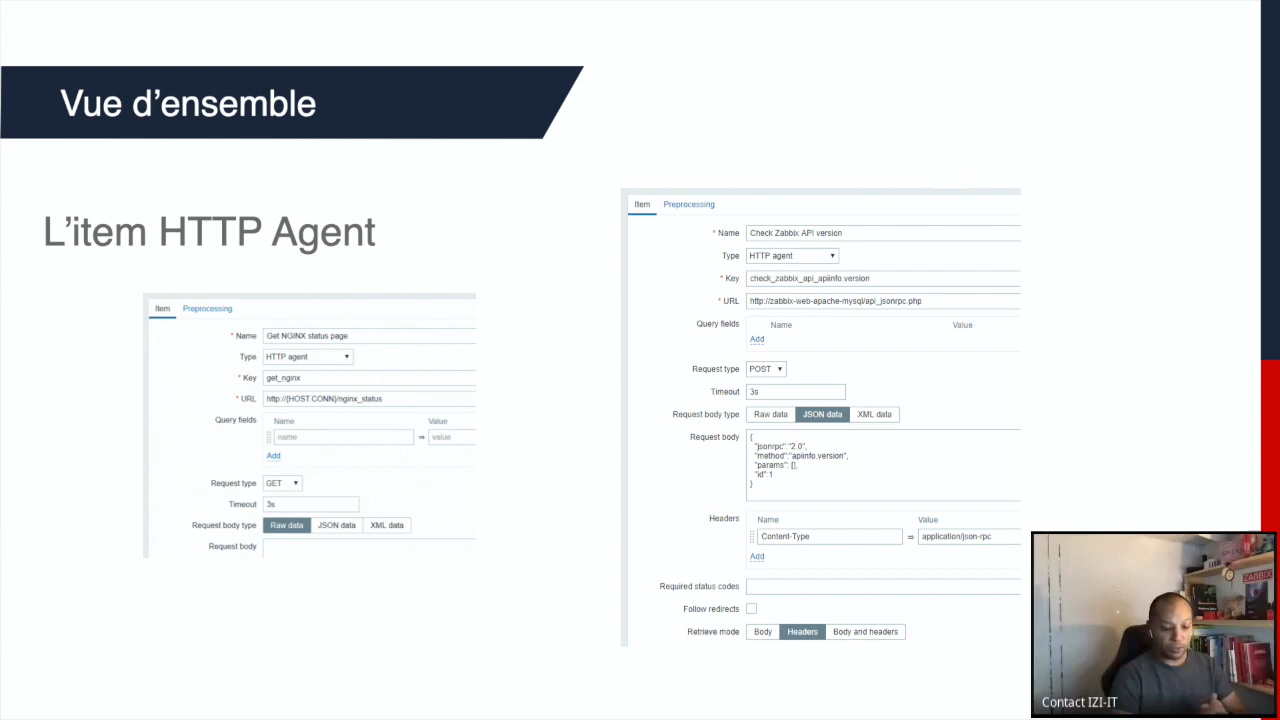 Vue d’ensemble
L’item HTTP Agent
Item Preprocessing
* Name Get NGINX status page
Type HTTP agent
* Key get_nginx
* URL http://{HOST.CONN}/nginx_status
Query fields Name Value
name ⇒ value
Add
Request type GET
Timeout 3s
Request body type Raw data JSON data XML data
Request body
Item Preprocessing
* Name Check Zabbix API version
Type HTTP agent
* Key check_zabbix_api_apiinfo.version
* URL http://zabbix-web-apache-mysql/api_jsonrpc.php
Query fields Name Value
Add
Request type POST
Timeout 3s
Request body type Raw data JSON data XML data
Request body {
"jsonrpc":"2.0",
"method":"apiinfo.version",
"params": [],
"id":1
}
Headers Name Value
Content-Type ⇒ application/json-rpc
Add
Required status codes
Follow redirects
Retrieve mode Body Headers Body and headers
ZABBIX
Contact IZI-IT